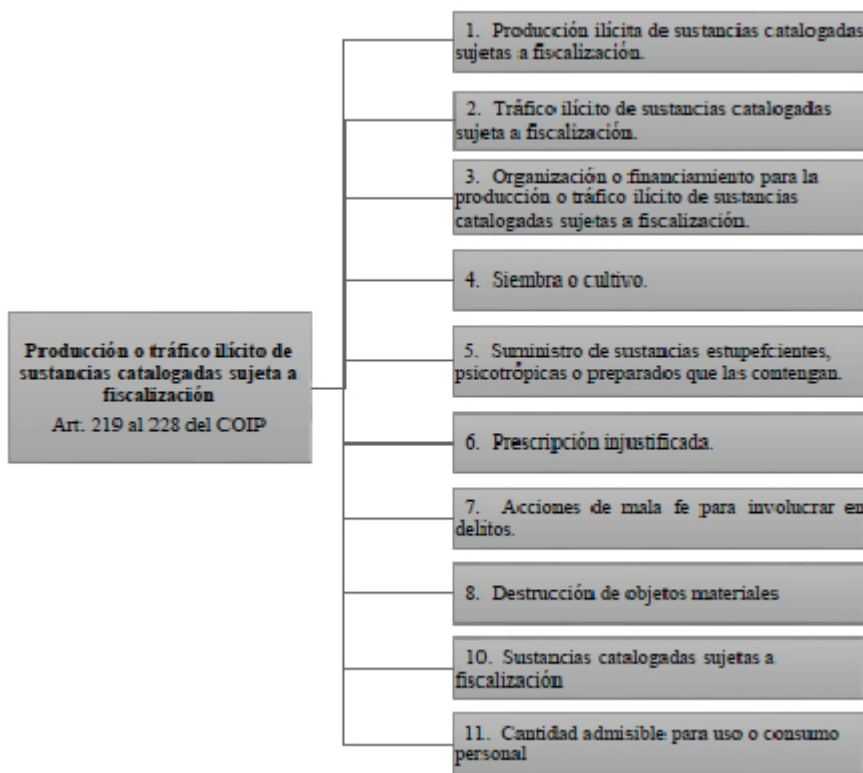 1. Producción ilícita de sustancias catalogadas
sujetas a fiscalización.
2. Tráfico ilícito de sustancias catalogadas
sujeta a fiscalización.
3. Organización o financiamiento para la
producción o tráfico ilícito de sustancias
catalogadas sujetas a fiscalización.
4. Siembra o cultivo.
Producción o tráfico ilícito de
sustancias catalogadas sujeta a
fiscalización
Art. 219 al 228 del COIP
5. Suministro de sustancias estupefcientes,
psicotrópicas o preparados que las contengan.
6. Prescripción injustificada.
7. Acciones de mala fe para involucrar en
delitos.
8. Destrucción de objetos materiales
10. Sustancias catalogadas sujetas a
fiscalización
11. Cantidad admisible para uso o consumo
personal